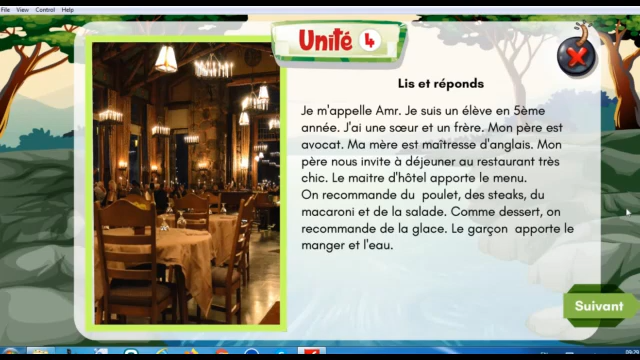 File View Control Help
Unité 4
Lis et réponds
Je m'appelle Amr. Je suis un élève en 5ème
année. J'ai une sœur et un frère. Mon père est
avocat. Ma mère est maîtresse d'anglais. Mon
père nous invite à déjeuner au restaurant très
chic. Le maitre d'hôtel apporte le menu.
On recommande du poulet, des steaks, du
macaroni et de la salade. Comme dessert, on
recommande de la glace. Le garçon apporte le
manger et l'eau.
Suivant